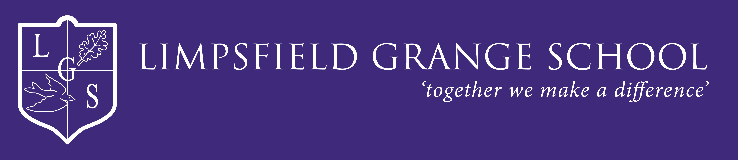 L
G
S
LIMPSFIELD GRANGE SCHOOL
‘together we make a difference’